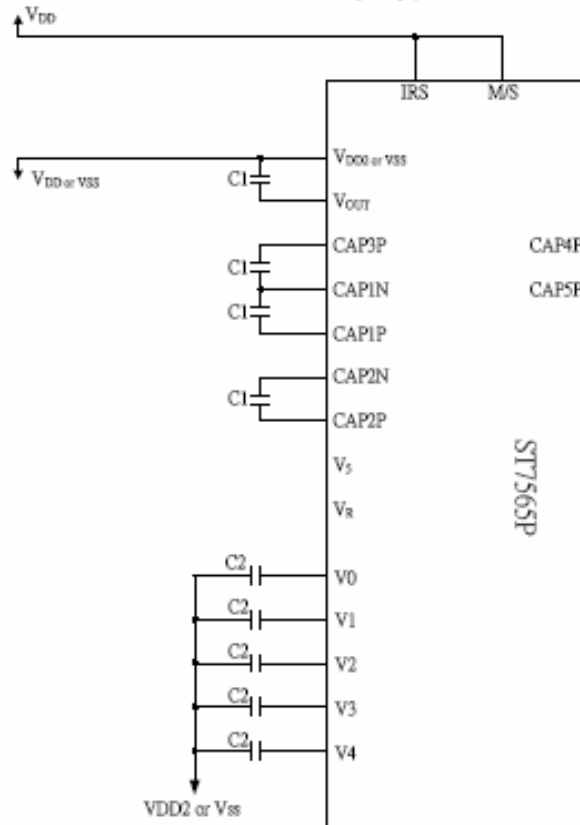 VDD
IRS M/S
VDD2 or VSS
VDD or VSS
C1
VOUT
CAP3P CAP4P
C1
CAP1N CAP5P
C1
CAP1P
CAP2N
C1
CAP2P
V5
VR
ST7565P
C2
V0
C2
V1
C2
V2
C2
V3
C2
V4
VDD2 or Vss